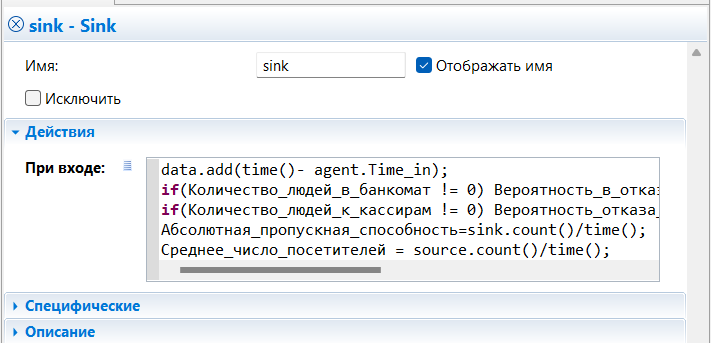 sink - Sink
Имя: sink Отображать имя
Исключить
Действия
При входе:
data.add(time()- agent.Time_in);
if(Количество_людей_в_банкомат != 0) Вероятность_в_отказ
if(Количество_людей_к_кассирам != 0) Вероятность_отказа_
Абсолютная_пропускная_способность=sink.count()/time();
Среднее_число_посетителей = source.count()/time();
Специфические
Описание